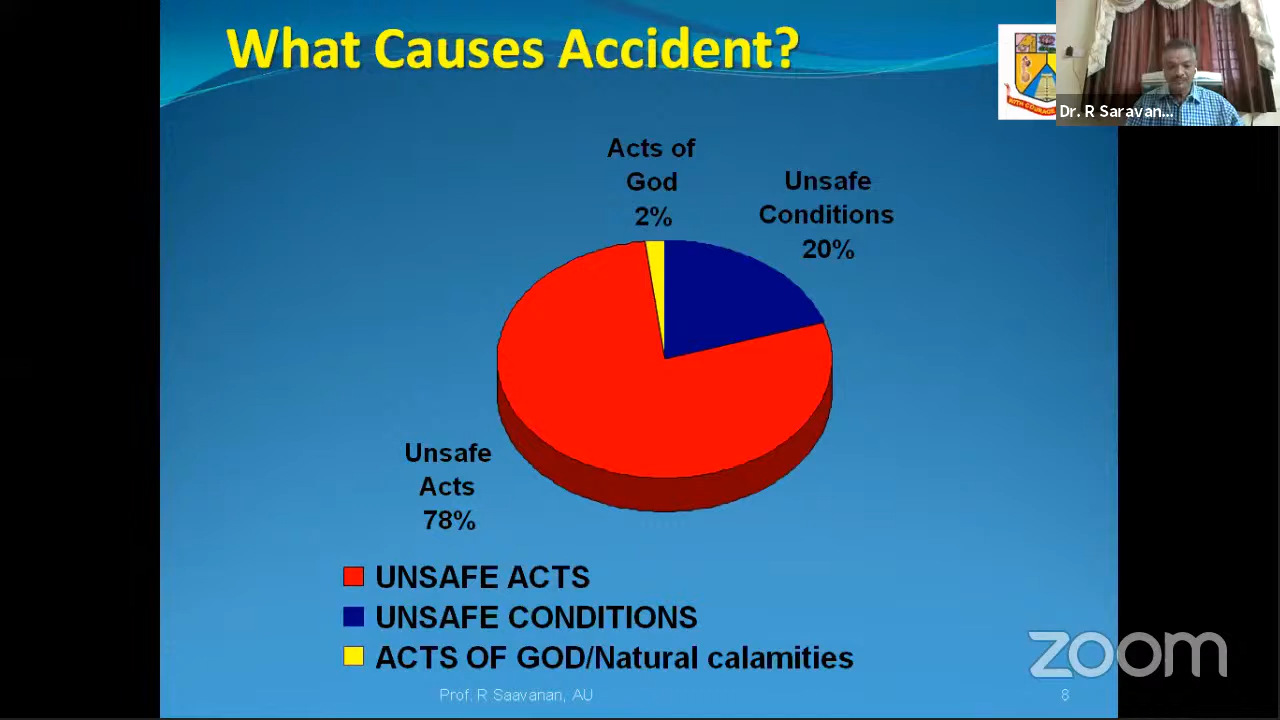 What Causes Accident?
Dr. R Saravan...
Acts of
God
2%
Unsafe
Conditions
20%
Unsafe
Acts
78%
UNSAFE ACTS
UNSAFE CONDITIONS
ACTS OF GOD/Natural calamities
Prof. R Saavanan, AU
8
zoom